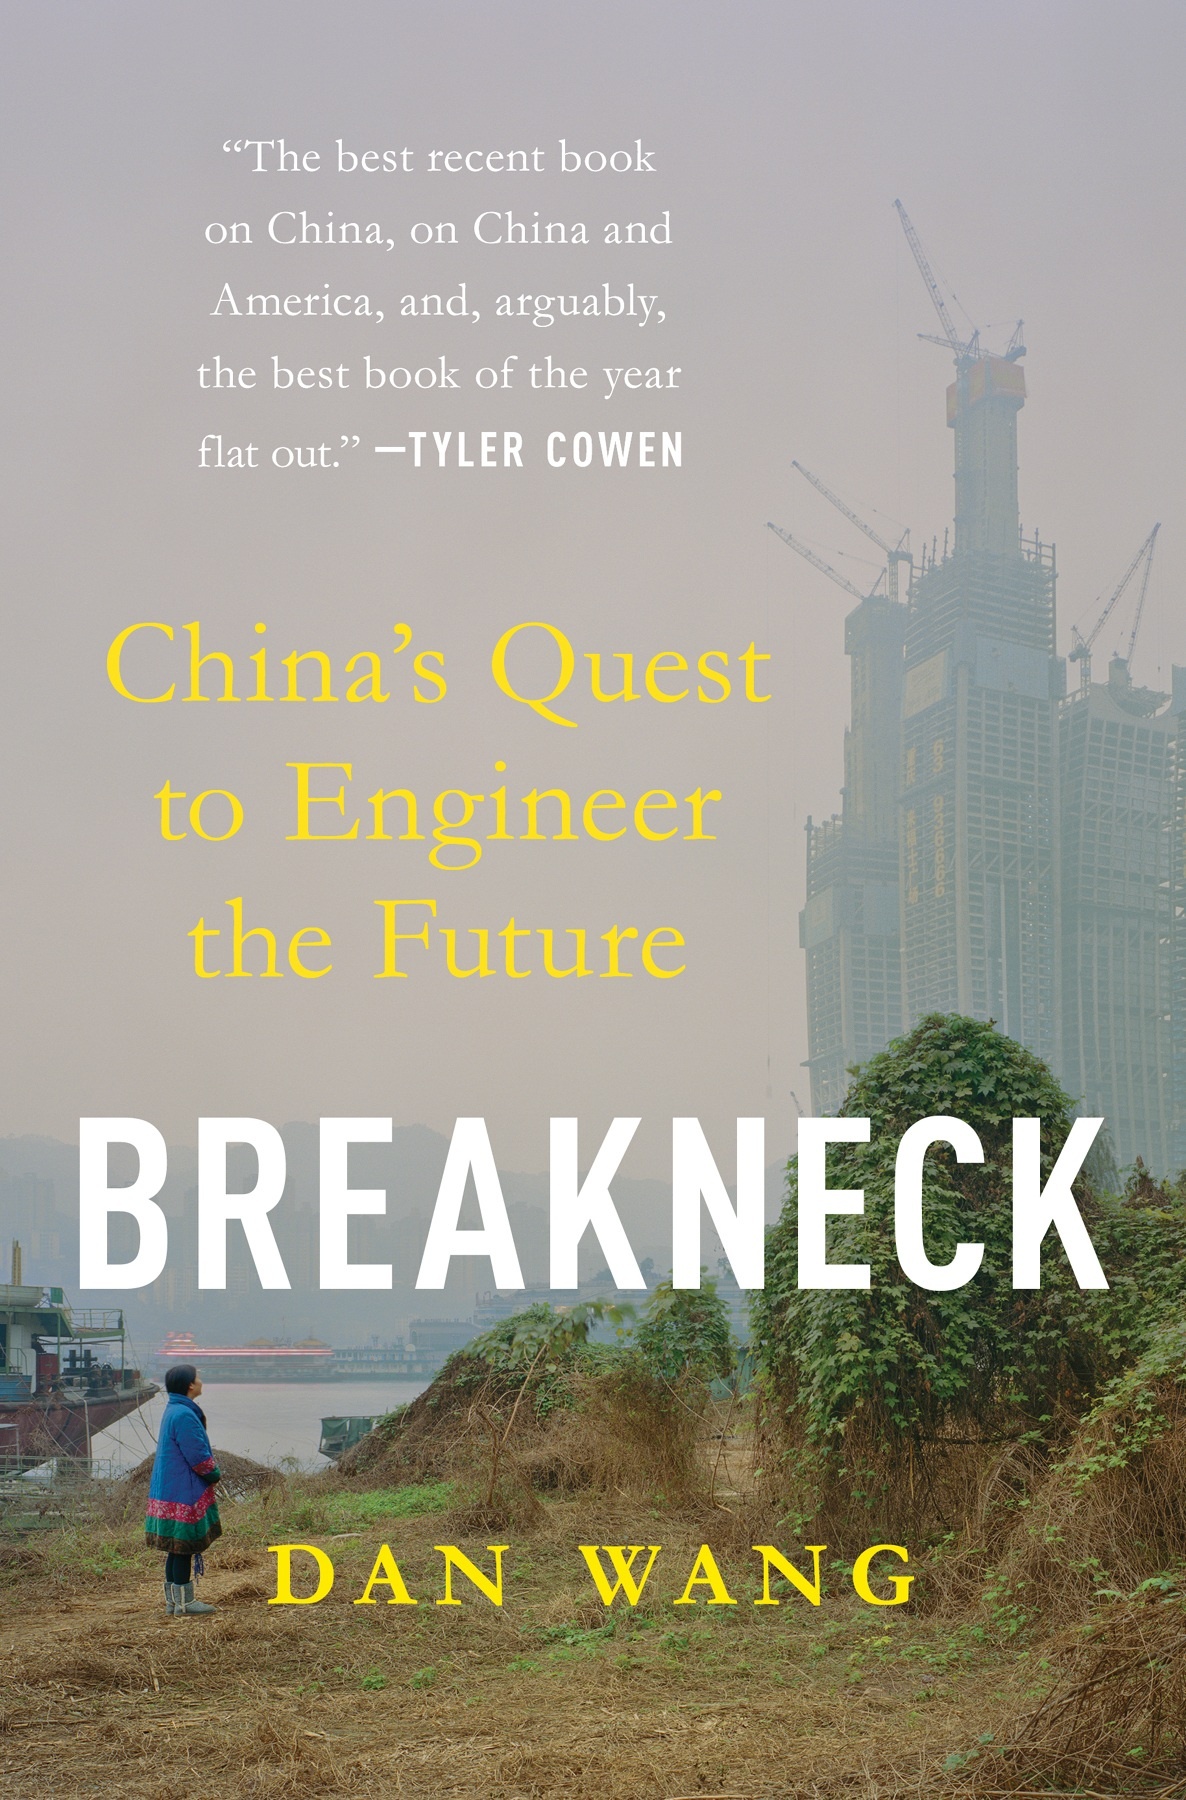 “The best recent book
on China, on China and
America, and, arguably,
the best book of the year
flat out.” —TYLER COWEN
China’s Quest
to Engineer
the Future
BREAKNECK
DAN WANG